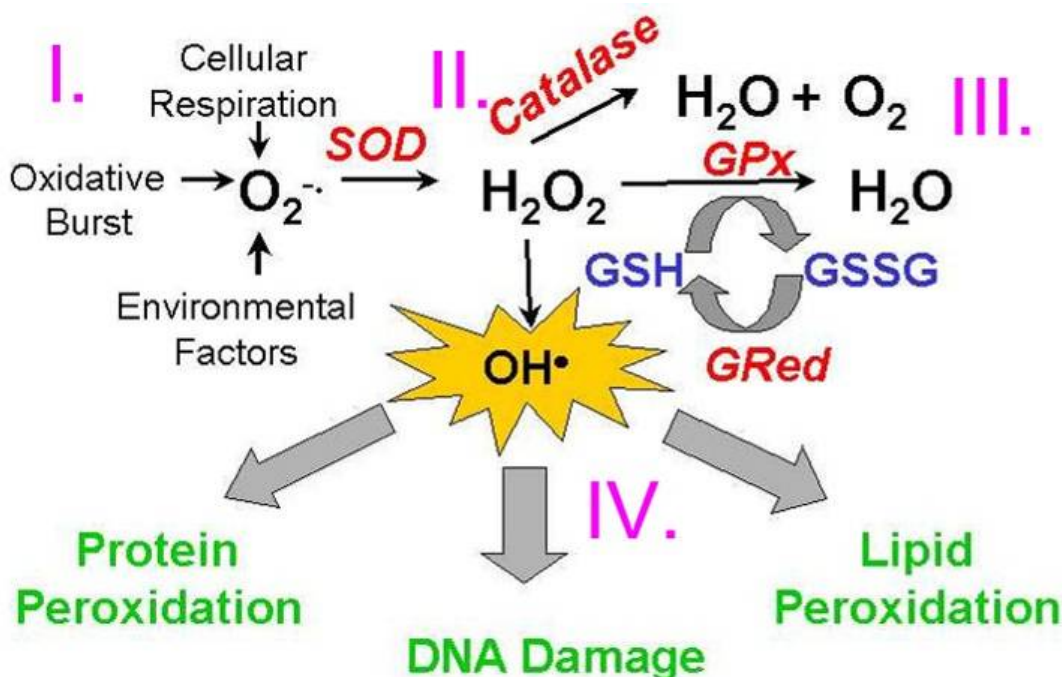 I.
Cellular
Respiration
II.
Catalase
H₂O + O₂
III.
SOD
GPx
Oxidative
Burst
O₂⁻·
H₂O₂
H₂O
GSH
GSSG
Environmental
Factors
OH•
GRed
IV.
Protein
Peroxidation
Lipid
Peroxidation
DNA Damage